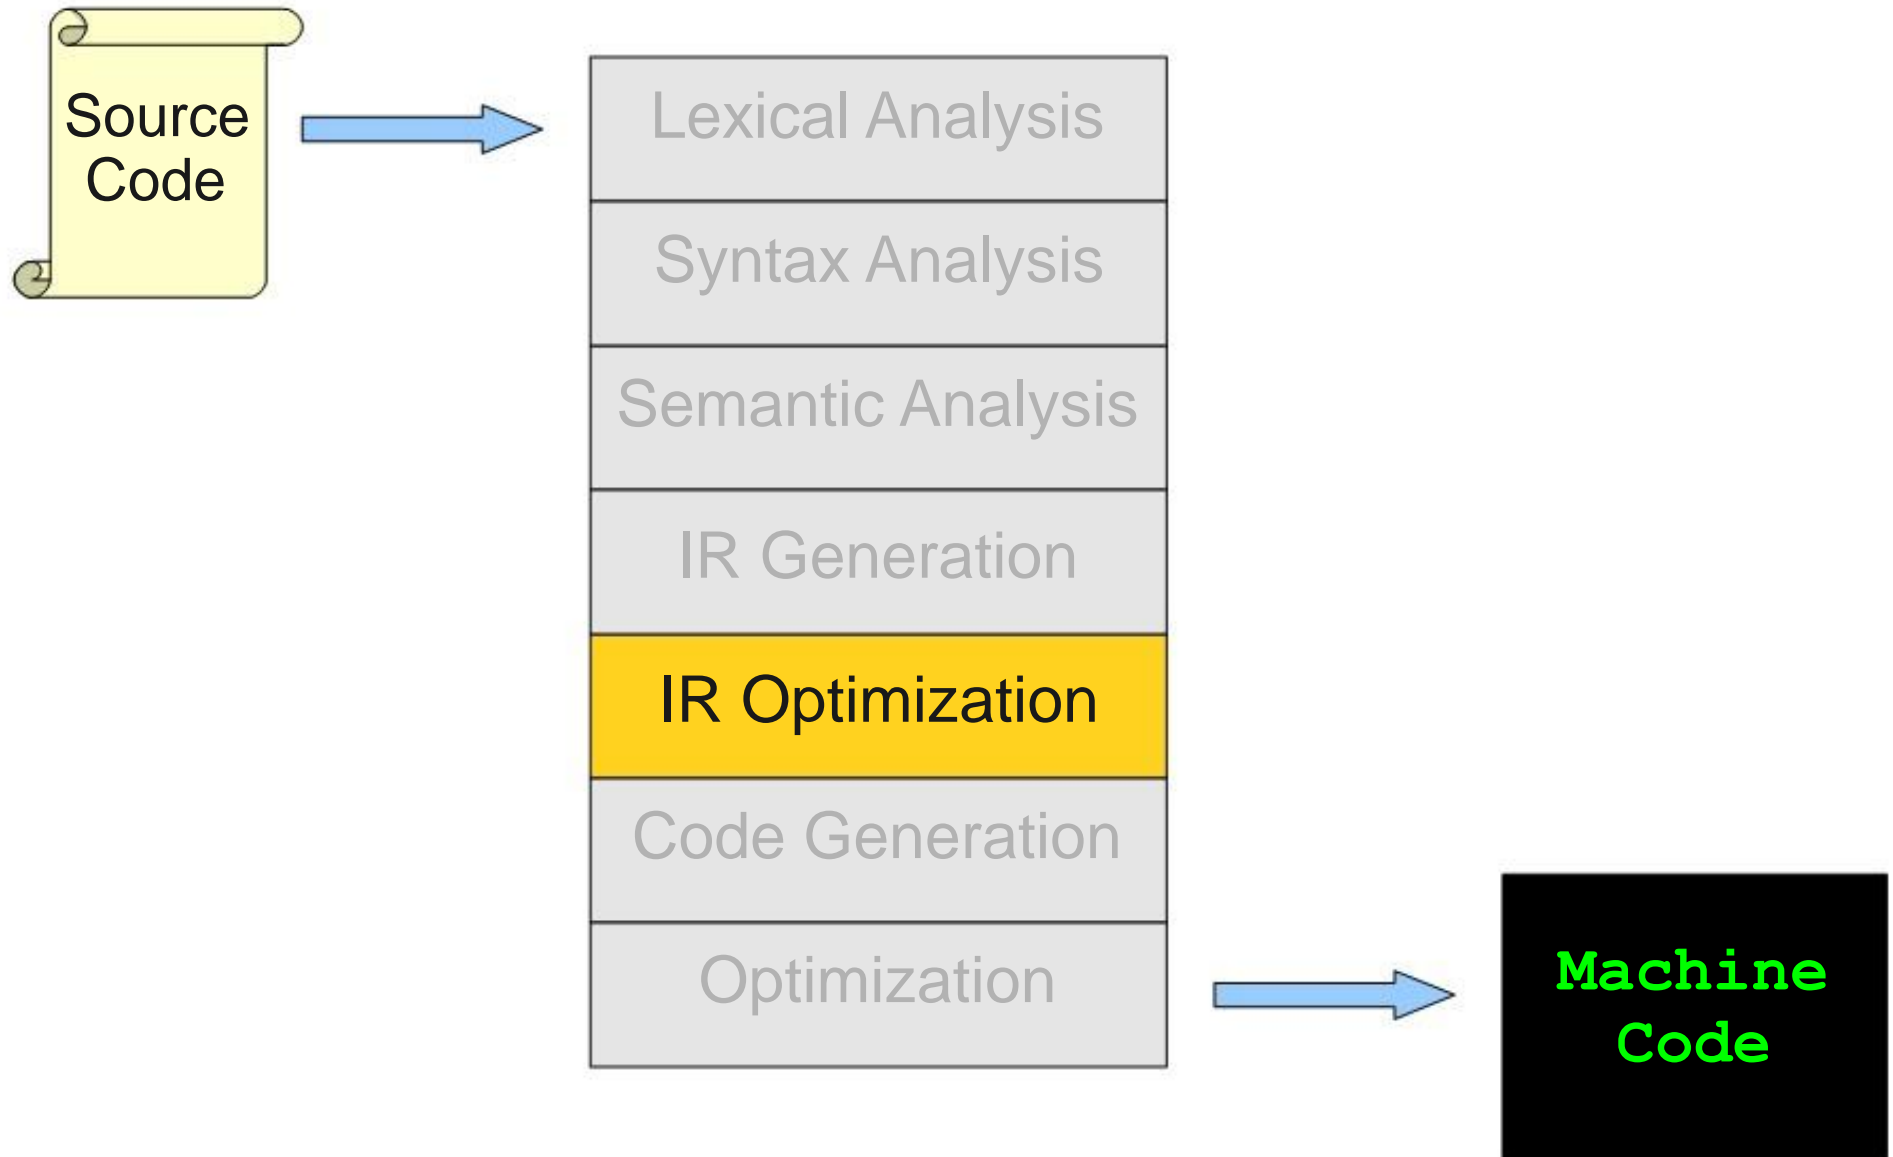 Source
Code
Lexical Analysis
Syntax Analysis
Semantic Analysis
IR Generation
IR Optimization
Code Generation
Optimization
Machine
Code